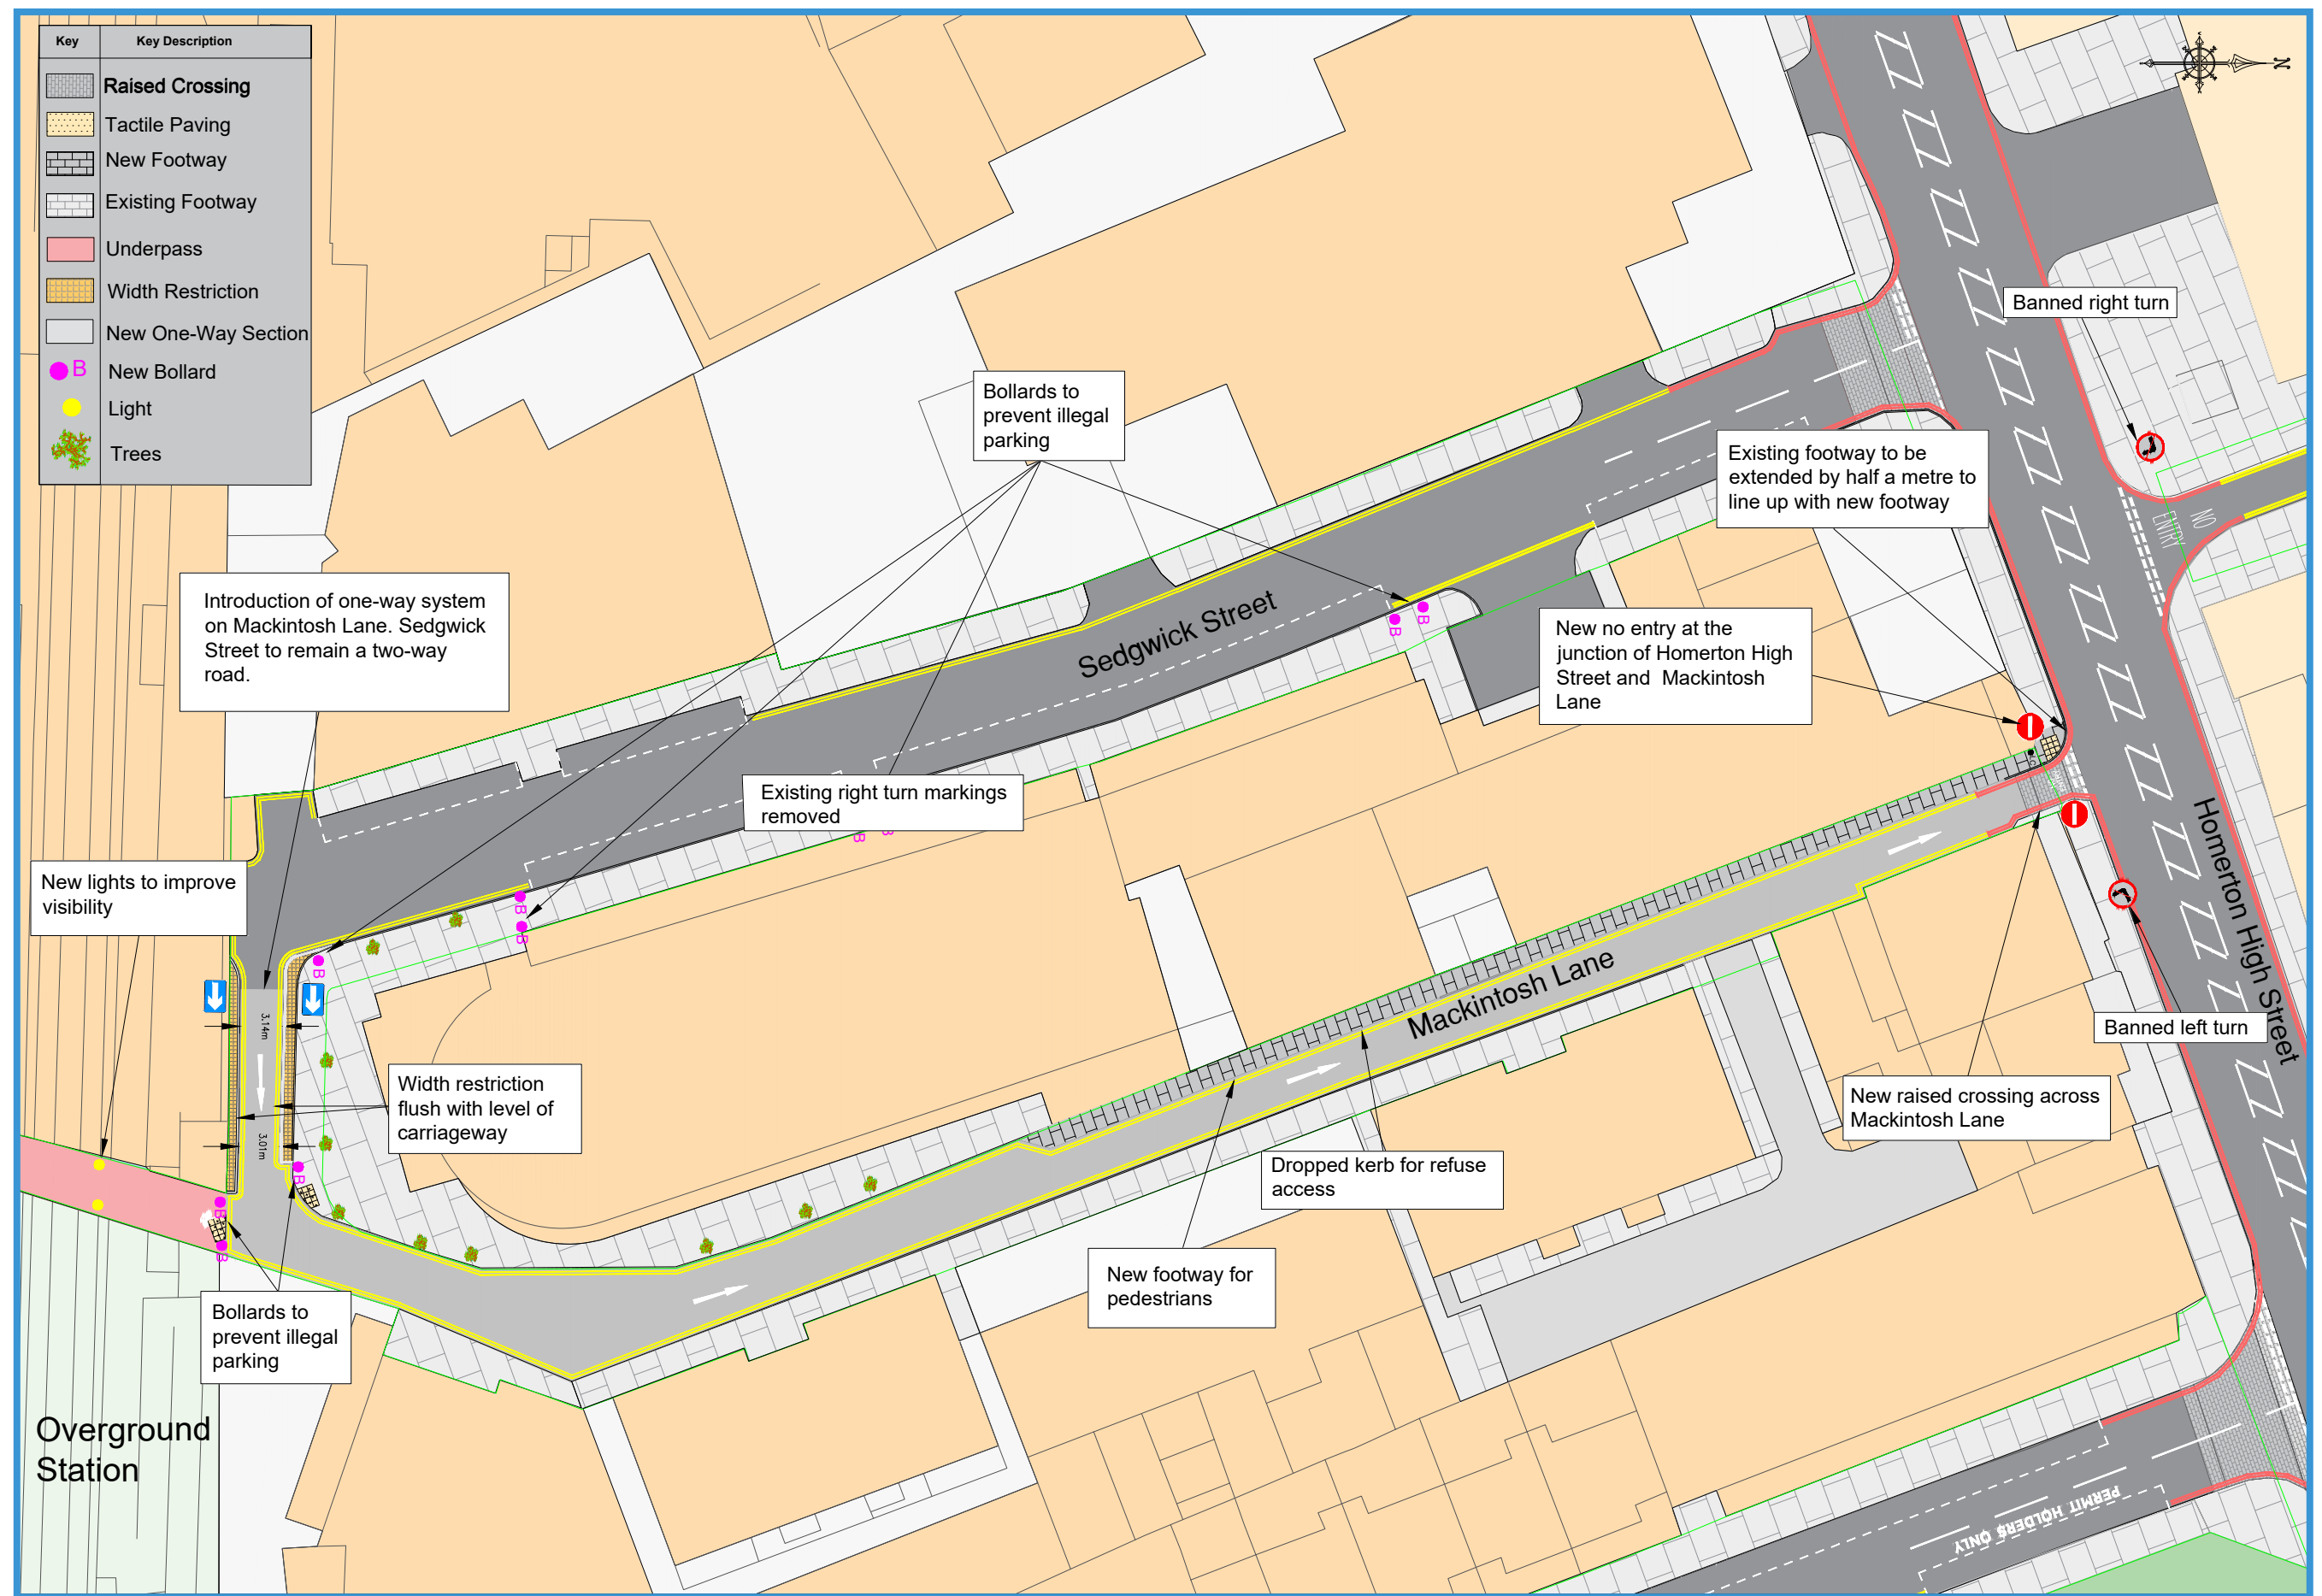 Key Key Description
Raised Crossing
Tactile Paving
New Footway
Existing Footway
Underpass
Width Restriction
New One-Way Section
B New Bollard
Light
Trees
N
Banned right turn
Bollards to
prevent illegal
parking
Existing footway to be
extended by half a metre to
line up with new footway
NO
ENTRY
Introduction of one-way system
on Mackintosh Lane. Sedgwick
Street to remain a two-way
road.
Sedgwick Street
B
B
New no entry at the
junction of Homerton High
Street and Mackintosh
Lane
Existing right turn markings
removed
B
B
Homerton High Street
New lights to improve
visibility
B
B
B
Mackintosh Lane
3.14m
Banned left turn
Width restriction
flush with level of
carriageway
3.01m
New raised crossing across
Mackintosh Lane
Dropped kerb for refuse
access
B
B
B
New footway for
pedestrians
Bollards to
prevent illegal
parking
Overground
Station
PERMIT HOLDERS ONLY